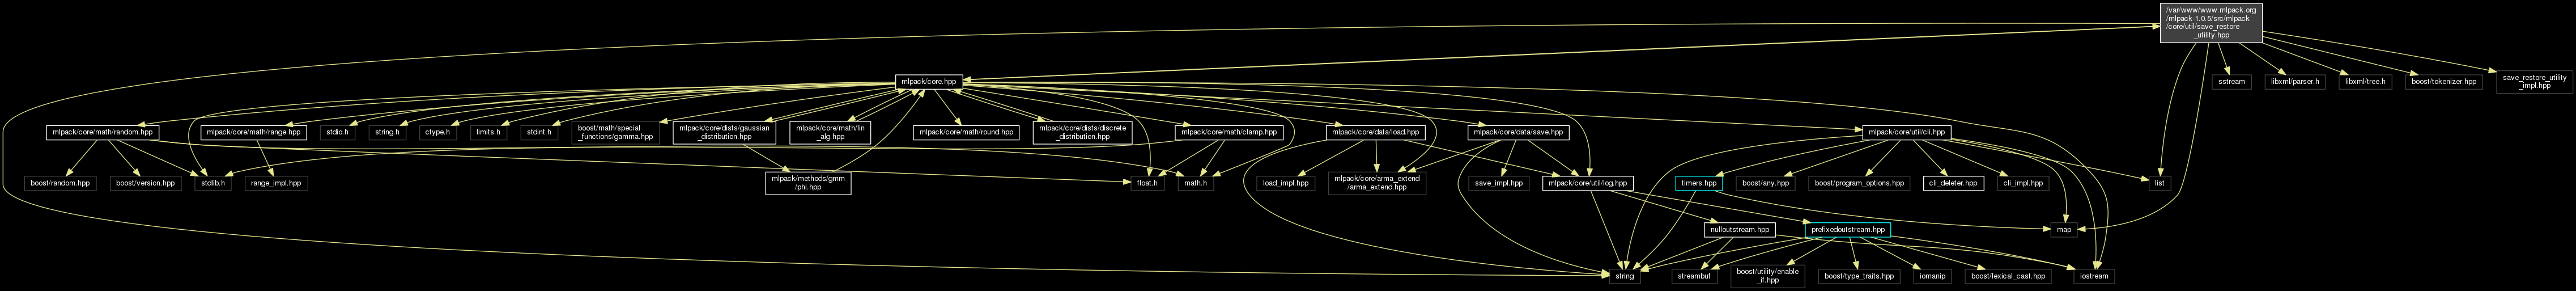 /var/www/www.mlpack.org
/mlpack-1.0.5/src/mlpack
/core/util/save_restore
_utility.hpp
mlpack/core.hpp
sstream
libxml/parser.h
libxml/tree.h
boost/tokenizer.hpp
save_restore_utility
_impl.hpp
mlpack/core/math/random.hpp
mlpack/core/math/range.hpp
stdio.h
string.h
ctype.h
limits.h
stdint.h
boost/math/special
_functions/gamma.hpp
mlpack/core/dists/gaussian
_distribution.hpp
mlpack/core/math/lin
_alg.hpp
mlpack/core/math/round.hpp
mlpack/core/dists/discrete
_distribution.hpp
mlpack/core/math/clamp.hpp
mlpack/core/data/load.hpp
mlpack/core/data/save.hpp
mlpack/core/util/cli.hpp
boost/random.hpp
boost/version.hpp
stdlib.h
range_impl.hpp
mlpack/methods/gmm
/phi.hpp
float.h
math.h
load_impl.hpp
mlpack/core/arma_extend
/arma_extend.hpp
save_impl.hpp
mlpack/core/util/log.hpp
timers.hpp
boost/any.hpp
boost/program_options.hpp
cli_deleter.hpp
cli_impl.hpp
list
nulloutstream.hpp
prefixedoutstream.hpp
map
string
streambuf
boost/utility/enable
_if.hpp
boost/type_traits.hpp
iomanip
boost/lexical_cast.hpp
iostream